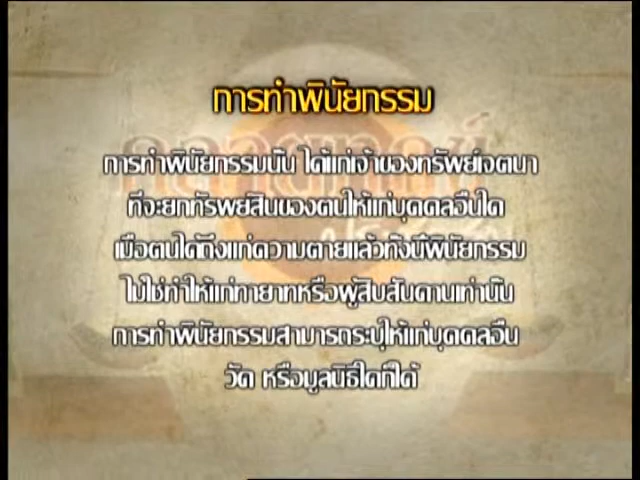 การทำพินัยกรรม
การทำพินัยกรรมนั้น ได้แก่เจ้าของทรัพย์เจตนา
ที่จะยกทรัพย์สินของตนให้แก่บุคคลอื่นใด
เมื่อตนได้ถึงแก่ความตายแล้วทั้งนี้พินัยกรรม
ไม่ใช่ทำให้แก่ทายาทหรือผู้สืบสันดานเท่านั้น
การทำพินัยกรรมสามารถระบุให้แก่บุคคลอื่น
วัด หรือมูลนิธิใดก็ได้